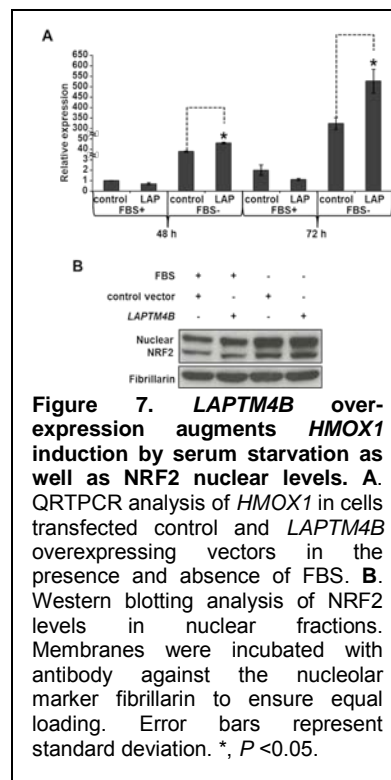 A
650
600
550
500
450
400
350
300
50
40
3
2
1
0
Relative expression
control LAP control LAP control LAP control LAP
FBS+ FBS- FBS+ FBS-
48 h 72 h
B
FBS + + - -
control vector + - + -
LAPTM4B - + - +
Nuclear
NRF2
Fibrillarin
* *
Figure 7. LAPTM4B over-
expression augments HMOX1
induction by serum starvation as
well as NRF2 nuclear levels. A.
QRTPCR analysis of HMOX1 in cells
transfected control and LAPTM4B
overexpressing vectors in the
presence and absence of FBS. B.
Western blotting analysis of NRF2
levels in nuclear fractions.
Membranes were incubated with
antibody against the nucleolar
marker fibrillarin to ensure equal
loading. Error bars represent
standard deviation. *, P <0.05.